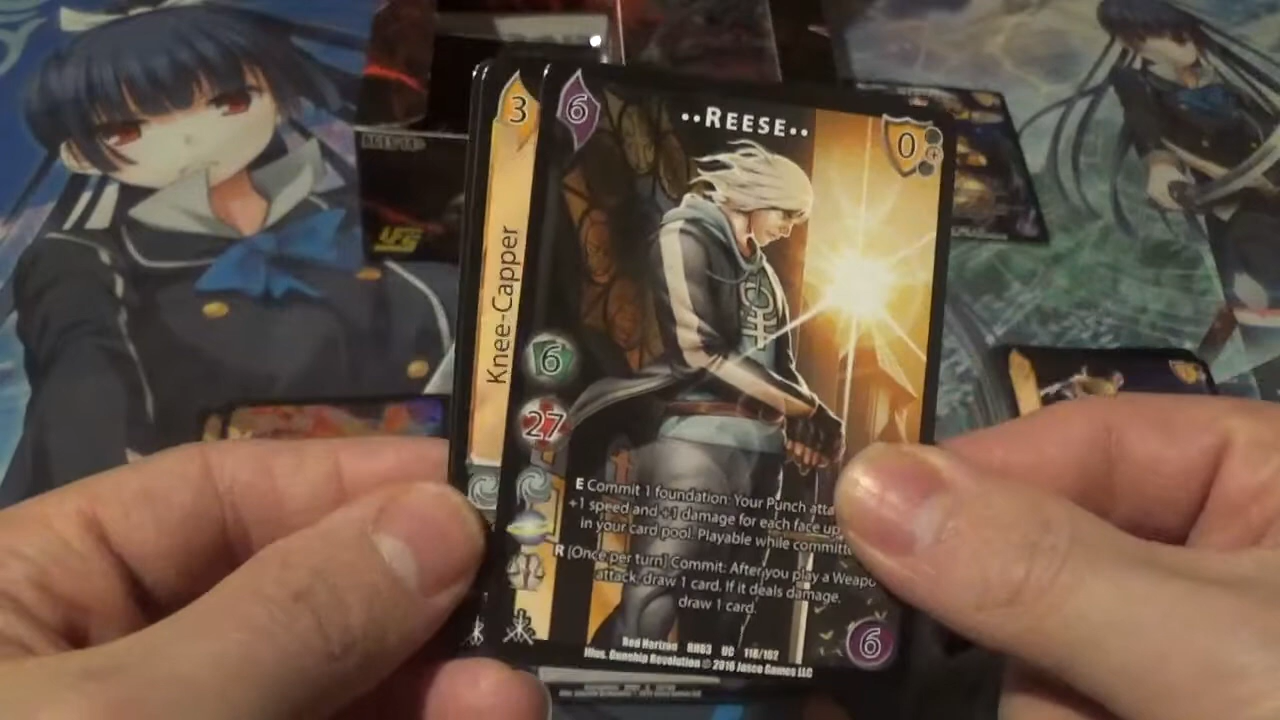 3
6
••REESE••
0
Knee-Capper
UFS
6
27
E Commit 1 foundation: Your Punch atta
+1 speed and +1 damage for each face up
in your card pool. Playable while committe
R [Once per turn] Commit: After you play a Weapo
attack, draw 1 card. If it deals damage,
draw 1 card.
6
Red Horizon RH03 UC 116/162
Illus. Gunship Revolution © 2016 Jasco Games LLC